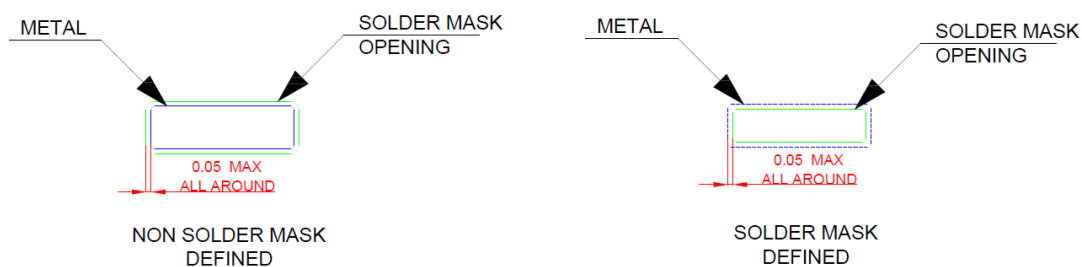 METAL
SOLDER MASK
OPENING
0.05 MAX
ALL AROUND
NON SOLDER MASK
DEFINED
METAL
SOLDER MASK
OPENING
0.05 MAX
ALL AROUND
SOLDER MASK
DEFINED